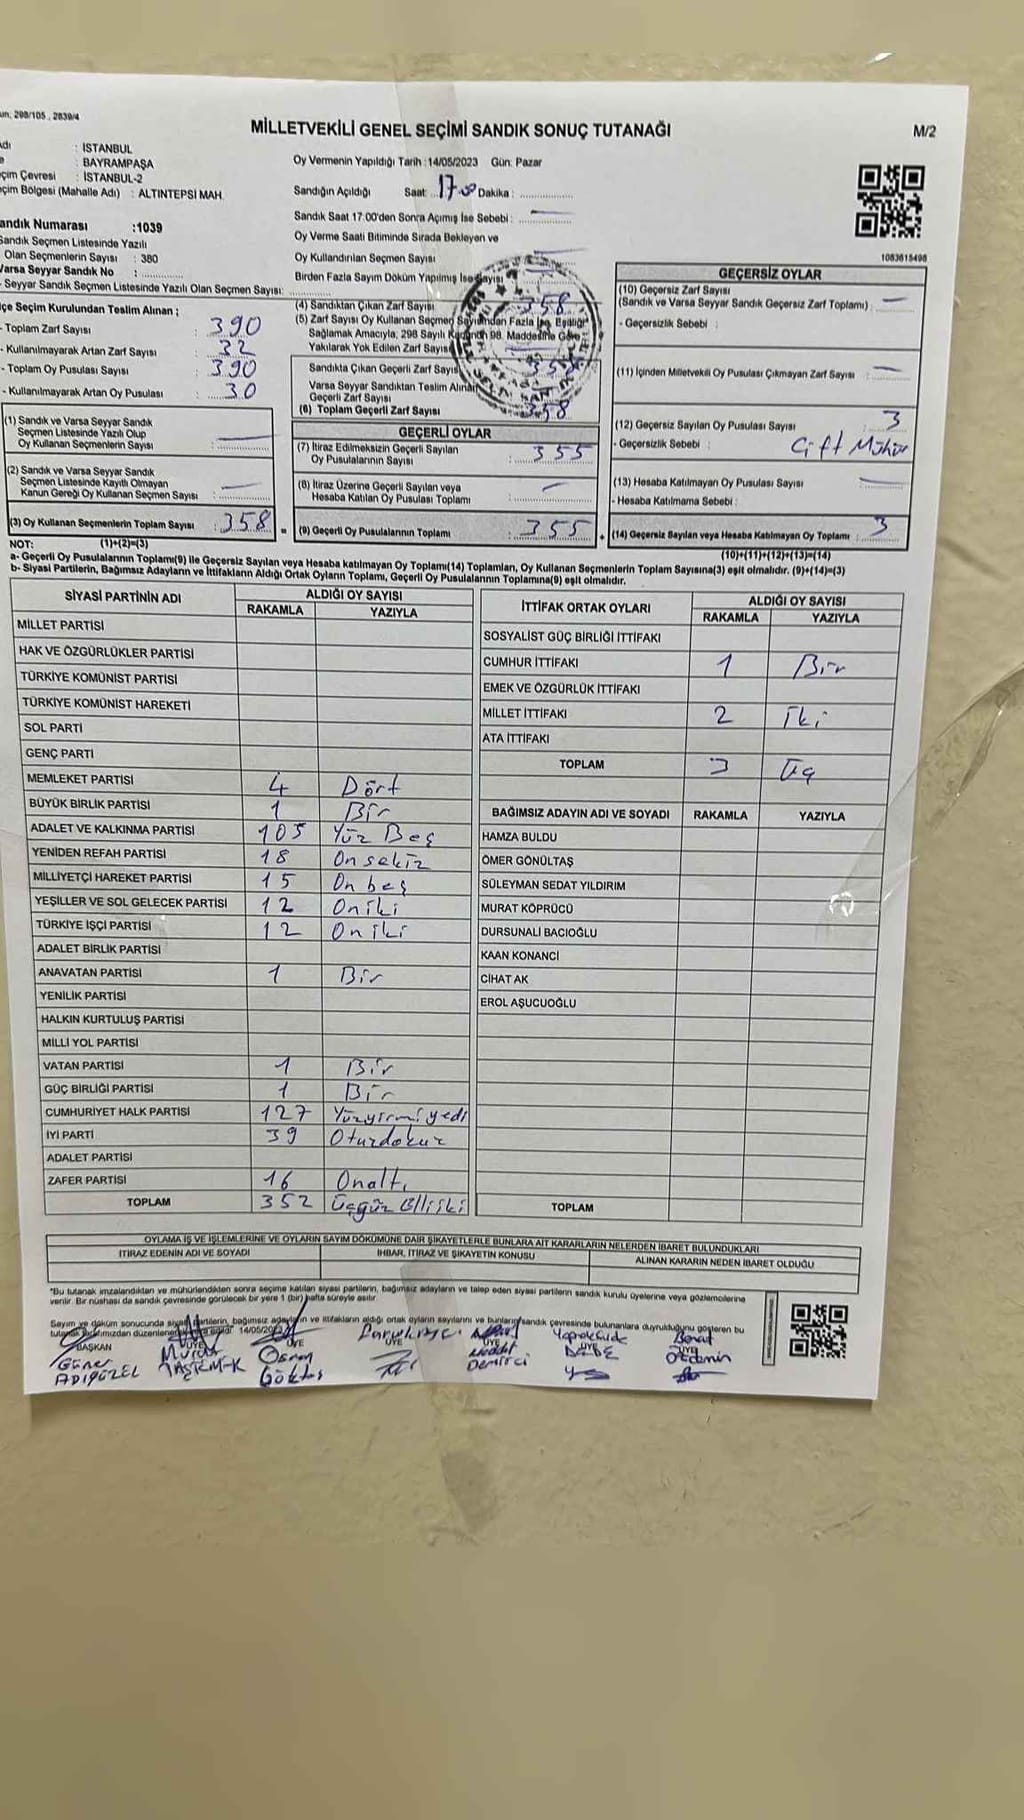 298/105 , 2839/4
MİLLETVEKİLİ GENEL SEÇİMİ SANDIK SONUÇ TUTANAĞI
M/2
: İSTANBUL
: BAYRAMPAŞA
Seçim Çevresi : İSTANBUL-2
Seçim Bölgesi (Mahalle Adı) : ALTINTEPSİ MAH
Oy Vermenin Yapıldığı Tarih :14/05/2023 Gün: Pazar
Sandığın Açıldığı Saat: 17.00 Dakika :
Sandık Saat 17:00'den Sonra Açımış İse Sebebi : —
Oy Verme Saati Bitiminde Sırada Bekleyen ve
Oy Kullandırılan Seçmen Sayısı —
Birden Fazla Sayım Döküm Yapılmış İse Sayısı
Sandık Numarası :1039
Sandık Seçmen Listesinde Yazılı
Olan Seçmenlerin Sayısı : 380
Varsa Seyyar Sandık No :
- Seyyar Sandık Seçmen Listesinde Yazılı Olan Seçmen Sayısı:
İlçe Seçim Kurulundan Teslim Alınan ;
- Toplam Zarf Sayısı : 390
- Kullanılmayarak Artan Zarf Sayısı : 32
- Toplam Oy Pusulası Sayısı : 390
- Kullanılmayarak Artan Oy Pusulası : 30
(1) Sandık ve Varsa Seyyar Sandık
Seçmen Listesinde Yazılı Olup
Oy Kullanan Seçmenlerin Sayısı : —
(2) Sandık ve Varsa Seyyar Sandık
Seçmen Listesinde Kayıtlı Olmayan
Kanun Gereği Oy Kullanan Seçmen Sayısı : —
(3) Oy Kullanan Seçmenlerin Toplam Sayısı : 358
(4) Sandıktan Çıkan Zarf Sayısı 358
(5) Zarf Sayısı Oy Kullanan Seçmen Sayısından Fazla İse, Eşitliği
Sağlamak Amacıyla, 298 Sayılı Kanunun 98. Maddesine Göre
Yakılarak Yok Edilen Zarf Sayısı
Sandıkta Çıkan Geçerli Zarf Sayısı 358
Varsa Seyyar Sandıktan Teslim Alınan
Geçerli Zarf Sayısı
(6) Toplam Geçerli Zarf Sayısı 358
GEÇERLİ OYLAR
(7) İtiraz Edilmeksizin Geçerli Sayılan
Oy Pusulalarının Sayısı : 355
(8) İtiraz Üzerine Geçerli Sayılan veya
Hesaba Katılan Oy Pusulası Toplamı : —
(9) Geçerli Oy Pusulalarının Toplamı : 355
1083615498
GEÇERSİZ OYLAR
(10) Geçersiz Zarf Sayısı
(Sandık ve Varsa Seyyar Sandık Geçersiz Zarf Toplamı) : —
- Geçersizlik Sebebi :
(11) İçinden Milletvekili Oy Pusulası Çıkmayan Zarf Sayısı : —
(12) Geçersiz Sayılan Oy Pusulası Sayısı : 3
- Geçersizlik Sebebi : Çift Mühür
(13) Hesaba Katılmayan Oy Pusulası Sayısı : —
- Hesaba Katılmama Sebebi :
(14) Geçersiz Sayılan veya Hesaba Katılmayan Oy Toplamı : 3
NOT: (1)+(2)=(3)
(10)+(11)+(12)+(13)=(14)
a- Geçerli Oy Pusulalarının Toplamı(9) ile Geçersiz Sayılan veya Hesaba katılmayan Oy Toplamı(14) Toplamları, Oy Kullanan Seçmenlerin Toplam Sayısına(3) eşit olmalıdır. (9)+(14)=(3)
b- Siyasi Partilerin, Bağımsız Adayların ve İttifakların Aldığı Ortak Oyların Toplamı, Geçerli Oy Pusulalarının Toplamına(9) eşit olmalıdır.
SİYASİ PARTİNİN ADI ALDIĞI OY SAYISI
RAKAMLA YAZIYLA
MİLLET PARTİSİ
HAK VE ÖZGÜRLÜKLER PARTİSİ
TÜRKİYE KOMÜNİST PARTİSİ
TÜRKİYE KOMÜNİST HAREKETİ
SOL PARTİ
GENÇ PARTİ
MEMLEKET PARTİSİ 4 Dört
BÜYÜK BİRLİK PARTİSİ 1 Bir
ADALET VE KALKINMA PARTİSİ 105 Yüz Beş
YENİDEN REFAH PARTİSİ 18 On sekiz
MİLLİYETÇİ HAREKET PARTİSİ 15 On beş
YEŞİLLER VE SOL GELECEK PARTİSİ 12 On iki
TÜRKİYE İŞÇİ PARTİSİ 12 On iki
ADALET BİRLİK PARTİSİ
ANAVATAN PARTİSİ 1 Bir
YENİLİK PARTİSİ
HALKIN KURTULUŞ PARTİSİ
MİLLİ YOL PARTİSİ
VATAN PARTİSİ 1 Bir
GÜÇ BİRLİĞİ PARTİSİ 1 Bir
CUMHURİYET HALK PARTİSİ 127 Yüzyirmiyedi
İYİ PARTİ 39 Otuzdokuz
ADALET PARTİSİ
ZAFER PARTİSİ 16 Onaltı
TOPLAM 352 Üçyüz Elliiki
İTTİFAK ORTAK OYLARI ALDIĞI OY SAYISI
RAKAMLA YAZIYLA
SOSYALİST GÜÇ BİRLİĞİ İTTİFAKI
CUMHUR İTTİFAKI 1 Bir
EMEK VE ÖZGÜRLÜK İTTİFAKI
MİLLET İTTİFAKI 2 İki
ATA İTTİFAKI
TOPLAM 3 Üç
BAĞIMSIZ ADAYIN ADI VE SOYADI RAKAMLA YAZIYLA
HAMZA BULDU
ÖMER GÖNÜLTAŞ
SÜLEYMAN SEDAT YILDIRIM
MURAT KÖPRÜCÜ
DURSUNALİ BACIOĞLU
KAAN KONANCİ
CİHAT AK
EROL AŞUCUOĞLU
TOPLAM
OYLAMA İŞ VE İŞLEMLERİNE VE OYLARIN SAYIM DÖKÜMÜNE DAİR ŞİKAYETLERLE BUNLARA AİT KARARLARIN NELERDEN İBARET BULUNDUKLARI
İTİRAZ EDENİN ADI VE SOYADI İHBAR, İTİRAZ VE ŞİKAYETİN KONUSU ALINAN KARARIN NEDEN İBARET OLDUĞU
*Bu tutanak imzalandıktan ve mühürlendikten sonra seçime katılan siyasi partilerin, bağımsız adayların ve talep eden siyasi partilerin sandık kurulu üyelerine veya gözlemcilerine
verilir. Bir nüshası da sandık çevresinde görülecek bir yere 1 (bir) hafta süreyle asılır.
Sayım ve döküm sonucunda siyasi partilerin, bağımsız adayların ve ittifakların aldığı ortak oyların sayılarını ve bunların sandık çevresinde bulunanlara duyrulduğunu gösteren bu
tutanak tarafımızdan düzenlenerek 14/05/20
BAŞKAN ÜYE ÜYE ÜYE ÜYE ÜYE ÜYE
ADIGÜZEL Murat TAŞTEMÜR Osman Göktaş Demirci DEDE Berat Özdemir